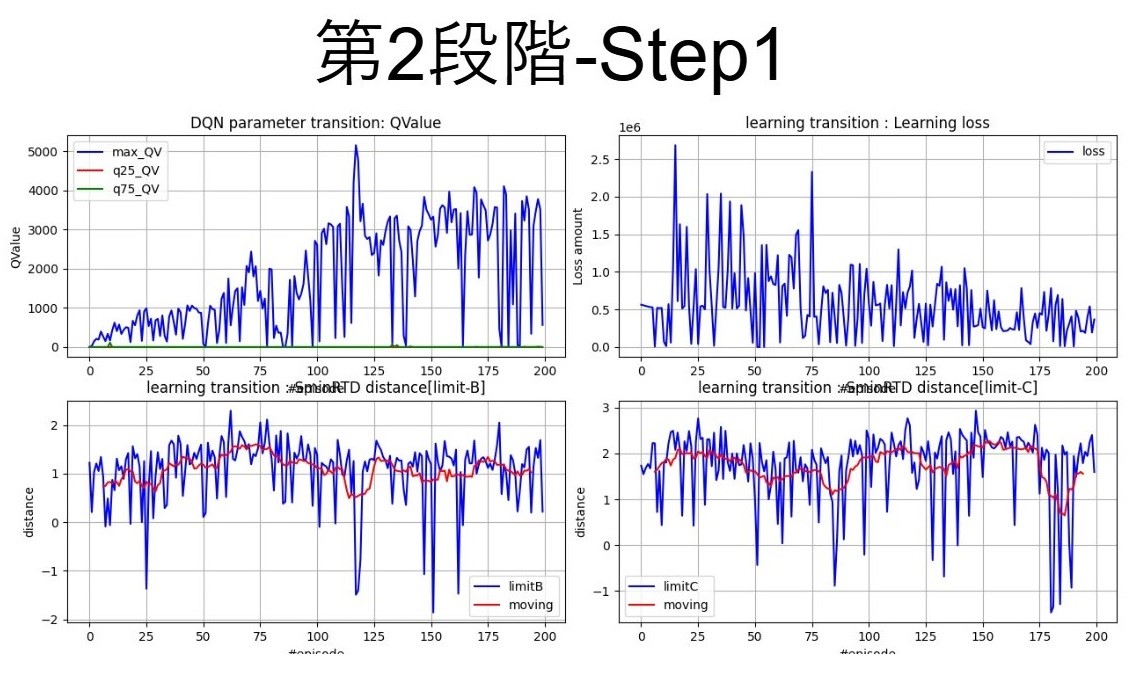 第2段階-Step1
DQN parameter transition: QValue
QValue
5000
4000
3000
2000
1000
0
max_QV
q25_QV
q75_QV
0 25 50 75 100 125 150 175 200
#episode
learning transition : Learning loss
1e6
Loss amount
2.5
2.0
1.5
1.0
0.5
0.0
loss
0 25 50 75 100 125 150 175 200
#episode
learning transition : SminRTD distance[limit-B]
distance
2
1
0
−1
−2
limitB
moving
0 25 50 75 100 125 150 175 200
#episode
learning transition : SminRTD distance[limit-C]
distance
3
2
1
0
−1
limitC
moving
0 25 50 75 100 125 150 175 200
#episode